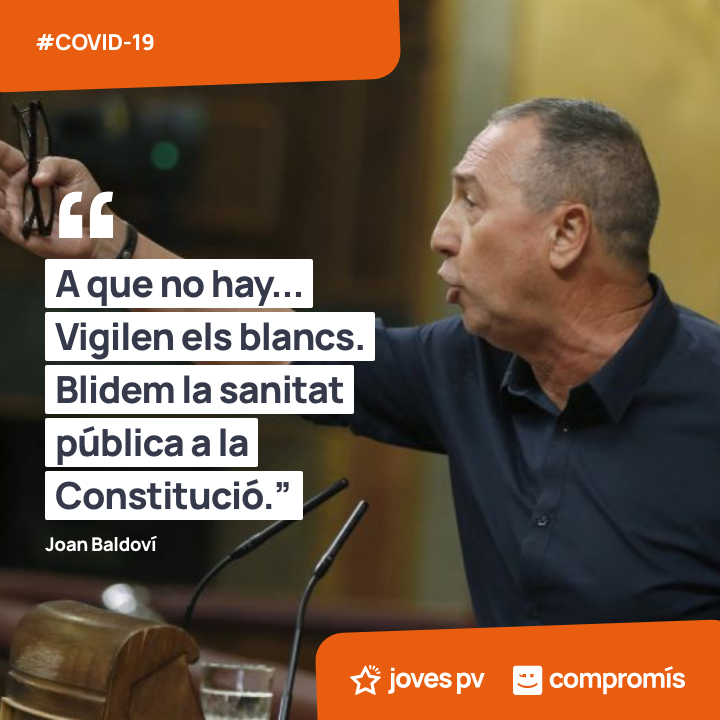 #COVID-19
“
A que no hay...
Vigilen els blancs.
Blidem la sanitat
pública a la
Constitució.”
Joan Baldoví
joves pv
compromís